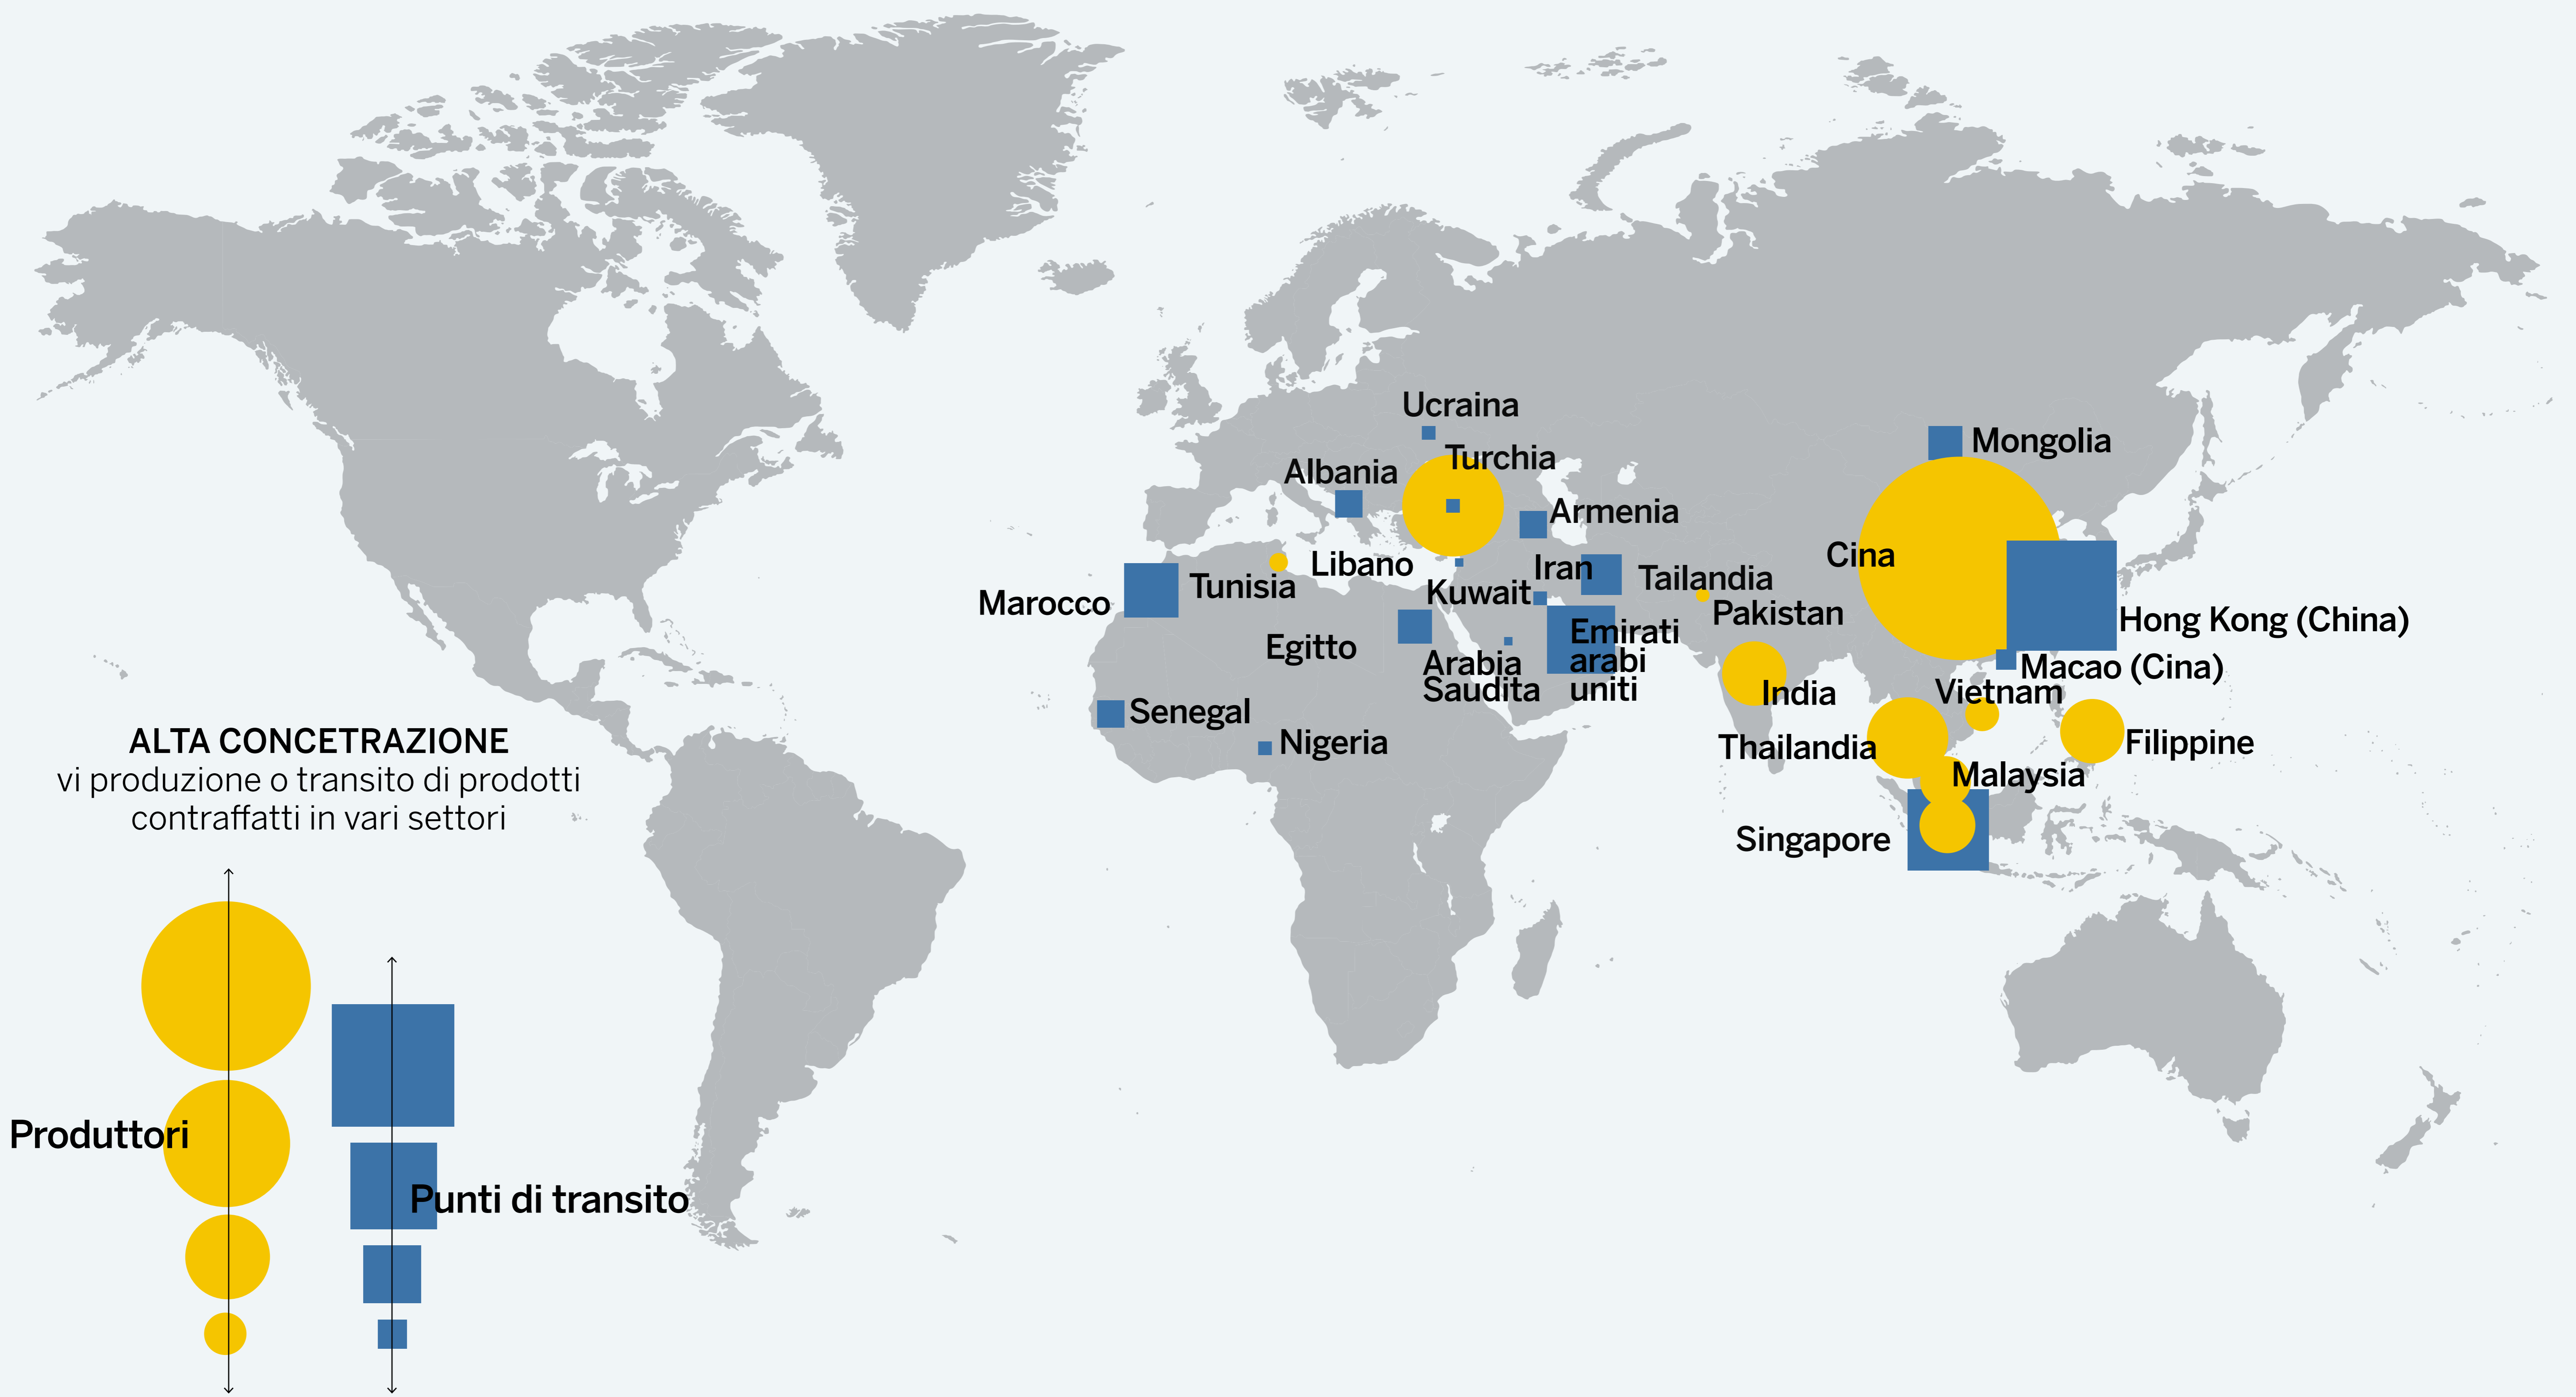 Ucraina
Mongolia
Turchia
Albania
Armenia
Cina
Libano
Iran
Tailandia
Tunisia
Kuwait
Marocco
Pakistan
Hong Kong (China)
Egitto
Emirati
arabi
uniti
Arabia
Saudita
Macao (Cina)
India
Vietnam
Senegal
Nigeria
Thailandia
Filippine
Malaysia
Singapore
ALTA CONCETRAZIONE
vi produzione o transito di prodotti
contraffatti in vari settori
Produttori
Punti di transito